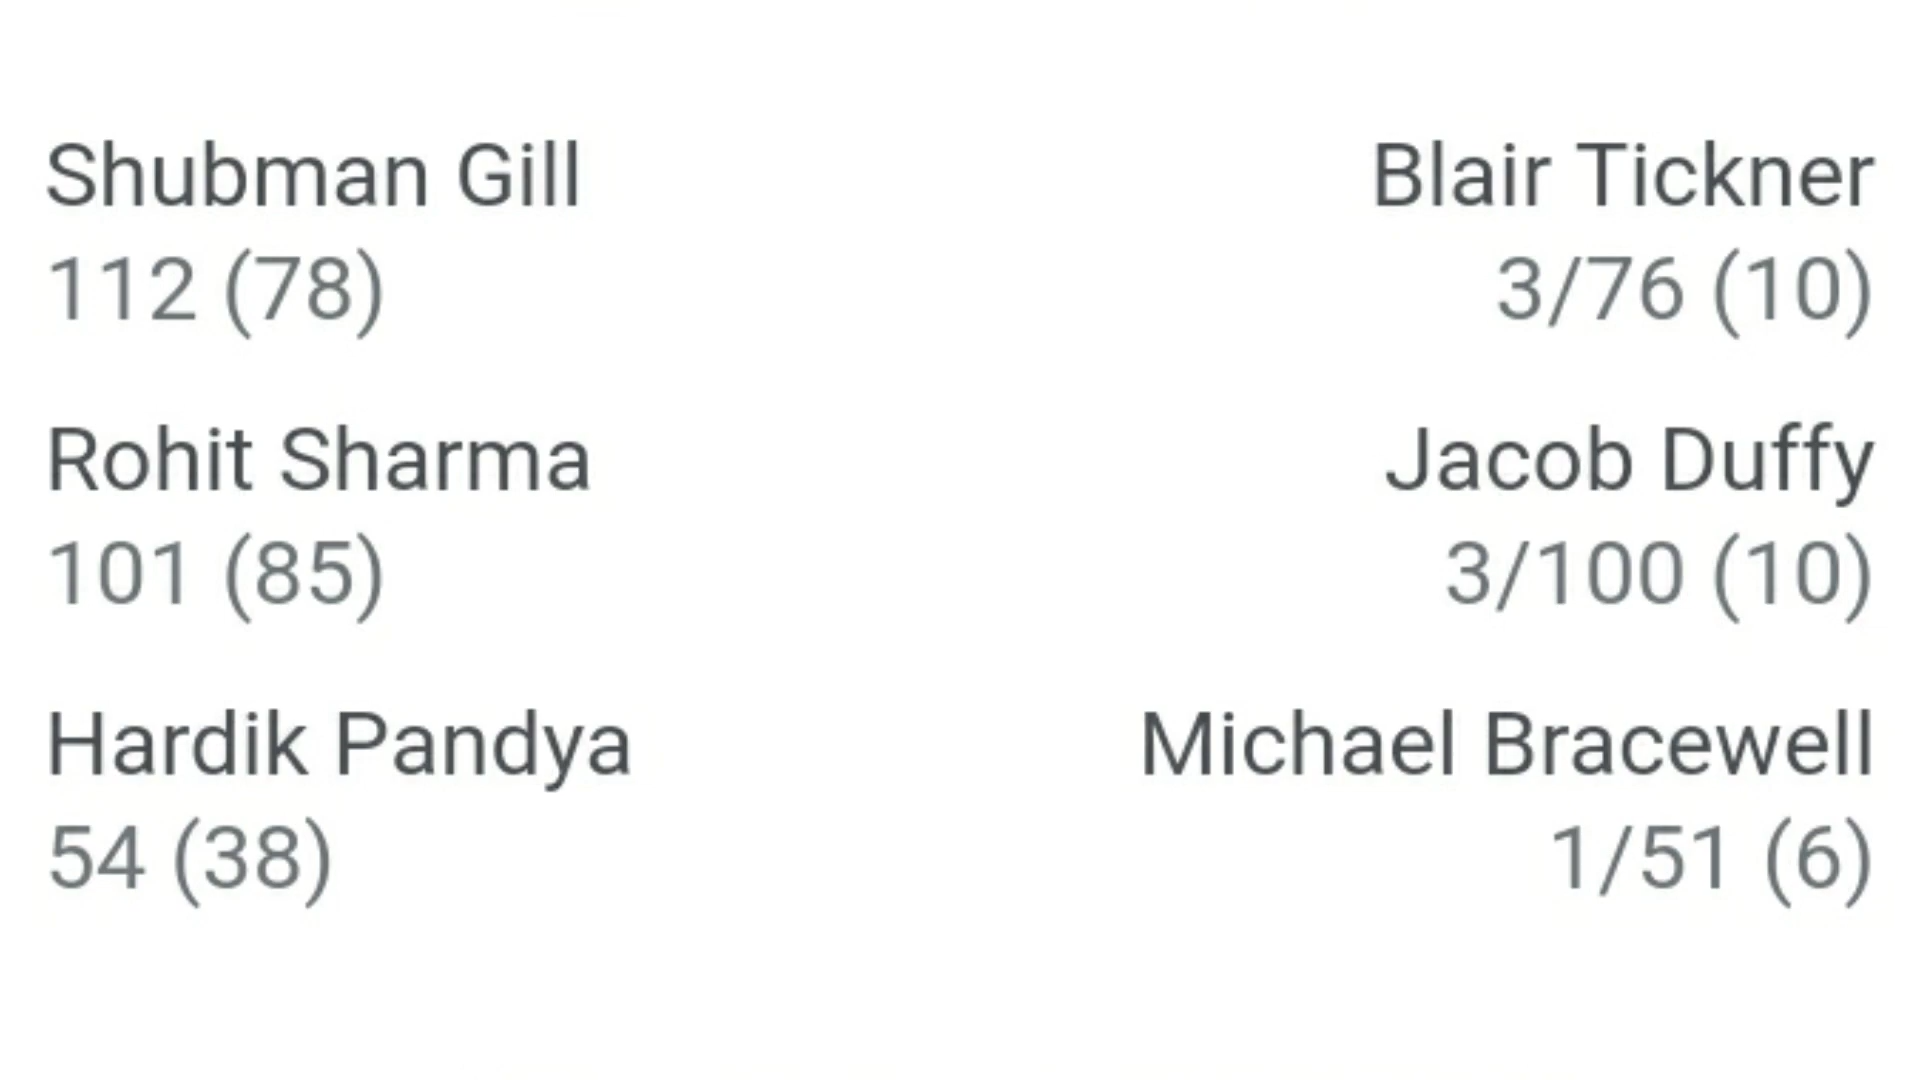 Shubman Gill
112 (78)
Rohit Sharma
101 (85)
Hardik Pandya
54 (38)
Blair Tickner
3/76 (10)
Jacob Duffy
3/100 (10)
Michael Bracewell
1/51 (6)